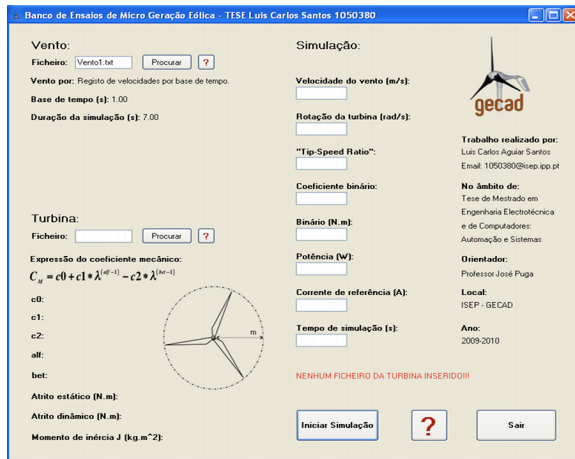 Banco de Ensaios de Micro Geração Eólica - TESE Luis Carlos Santos 1050380
Vento:
Ficheiro: Vento1.txt Procurar ?
Vento por: Registo de velocidades por base de tempo.
Base de tempo (s): 1.00
Duração da simulação (s): 7.00
Turbina:
Ficheiro: Procurar ?
Expressão do coeficiente mecânico:
C_M = c0 + c1 * λ^(alf-1) - c2 * λ^(bet-1)
c0:
c1:
c2:
alf:
bet:
m
Atrito estático (N.m):
Atrito dinâmico (N.m):
Momento de inércia J (kg.m^2):
Simulação:
Velocidade do vento (m/s):
Rotação da turbina (rad/s):
"Tip-Speed Ratio":
Coeficiente binário:
Binário (N.m):
Potência (W):
Corrente de referência (A):
Tempo de simulação (s):
NENHUM FICHEIRO DA TURBINA INSERIDO!!!
Iniciar Simulação ? Sair
gecad
Trabalho realizado por:
Luis Carlos Aguiar Santos
Email: 1050380@isep.ipp.pt
No âmbito de:
Tese de Mestrado em
Engenharia Electrotécnica
e de Computadores:
Automação e Sistemas
Orientador:
Professor José Puga
Local:
ISEP - GECAD
Ano:
2009-2010